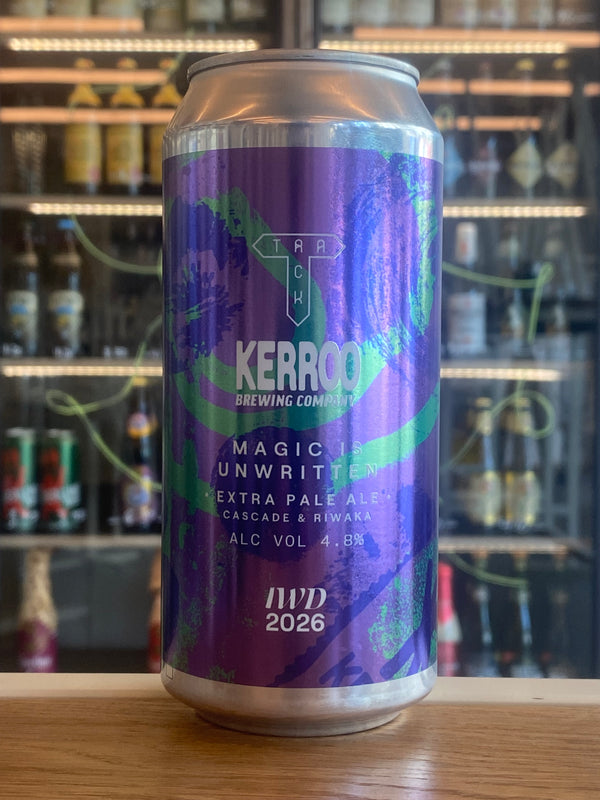 TRACK
KERROO
BREWING COMPANY
MAGIC IS
UNWRITTEN
• EXTRA PALE ALE •
CASCADE & RIWAKA
ALC VOL 4.8%
IWD
2026